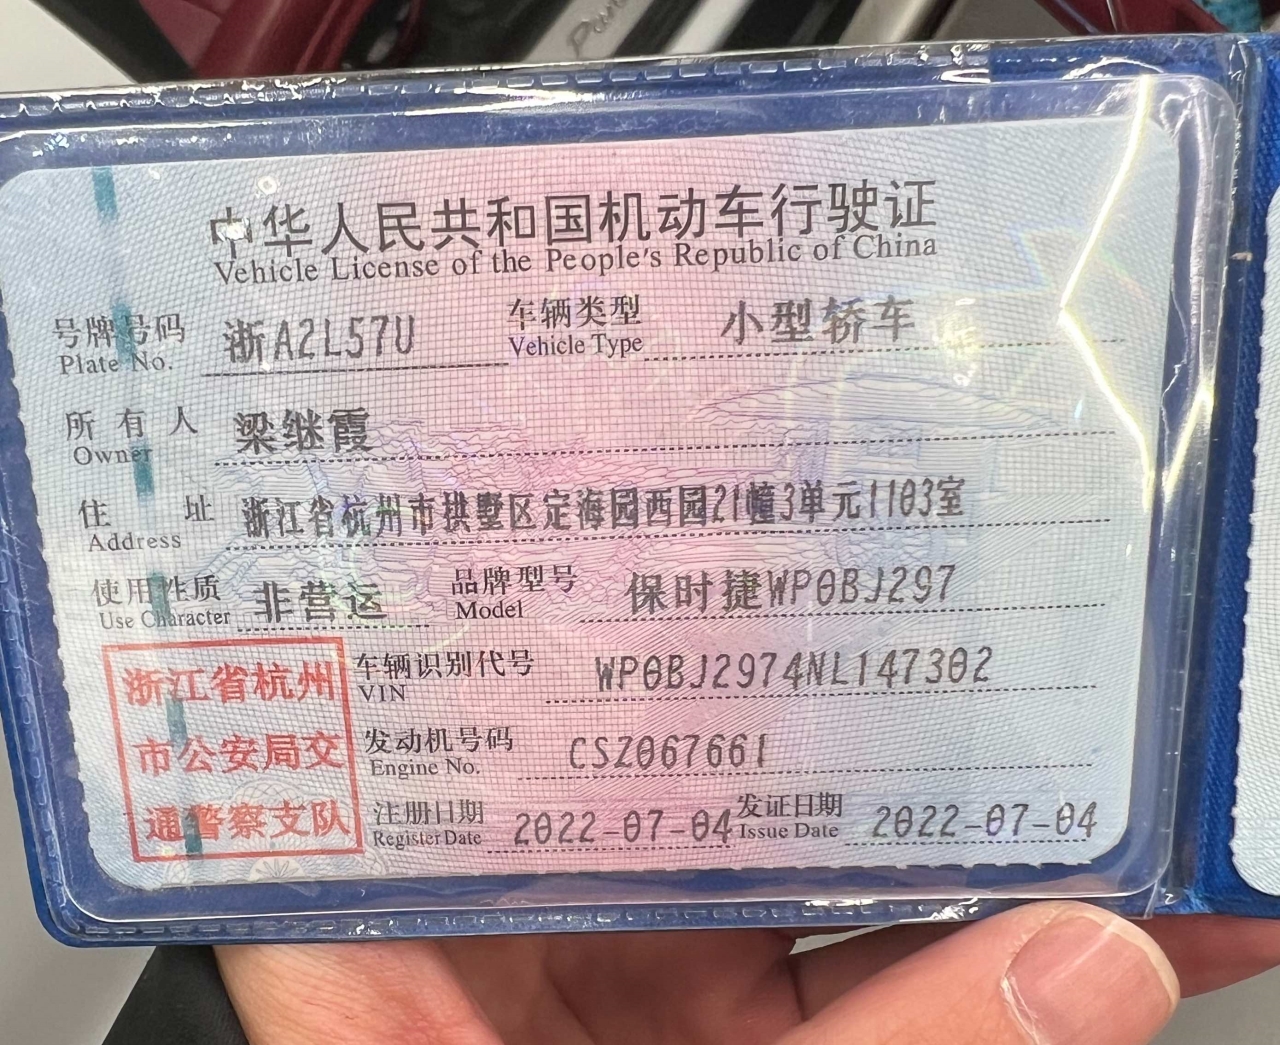 中华人民共和国机动车行驶证
Vehicle License of the People's Republic of China
号牌号码 浙A2L57U 车辆类型 小型轿车
Plate No. Vehicle Type
所有人 梁继霞
Owner
住址 浙江省杭州市拱墅区定海园西园21幢3单元1103室
Address
使用性质 非营运 品牌型号 保时捷WP0BJ297
Use Character Model
浙江省杭州 车辆识别代号 WP0BJ2974NL147302
VIN
市公安局交 发动机号码 CSZ067661
Engine No.
通警察支队 注册日期 2022-07-04 发证日期 2022-07-04
Register Date Issue Date